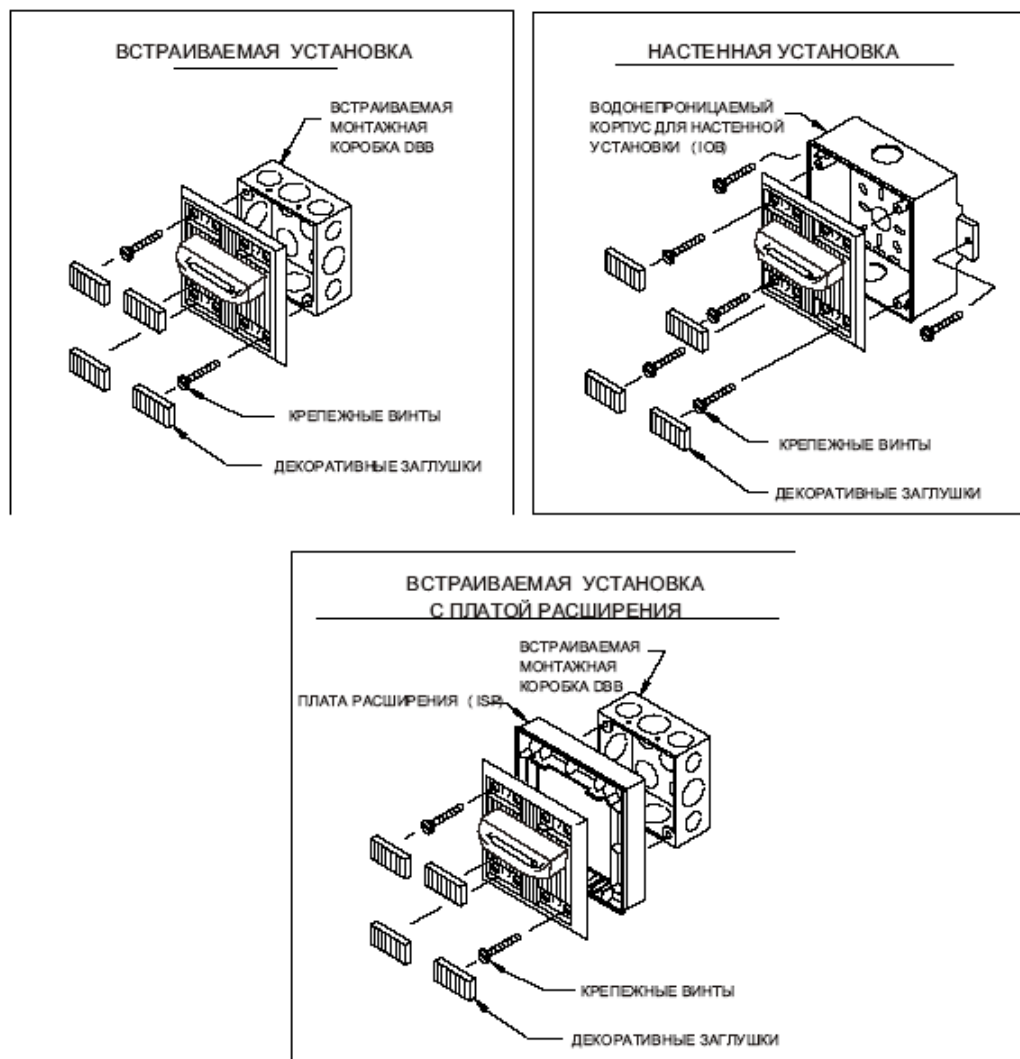 ВСТРАИВАЕМАЯ УСТАНОВКА
ВСТРАИВАЕМАЯ
МОНТАЖНАЯ
КОРОБКА DBB
КРЕПЕЖНЫЕ ВИНТЫ
ДЕКОРАТИВНЫЕ ЗАГЛУШКИ
НАСТЕННАЯ УСТАНОВКА
ВОДОНЕПРОНИЦАЕМЫЙ
КОРПУС ДЛЯ НАСТЕННОЙ
УСТАНОВКИ (IOB)
КРЕПЕЖНЫЕ ВИНТЫ
ДЕКОРАТИВНЫЕ ЗАГЛУШКИ
ВСТРАИВАЕМАЯ УСТАНОВКА
С ПЛАТОЙ РАСШИРЕНИЯ
ВСТРАИВАЕМАЯ
МОНТАЖНАЯ
КОРОБКА DBB
ПЛАТА РАСШИРЕНИЯ (ISP)
КРЕПЕЖНЫЕ ВИНТЫ
ДЕКОРАТИВНЫЕ ЗАГЛУШКИ